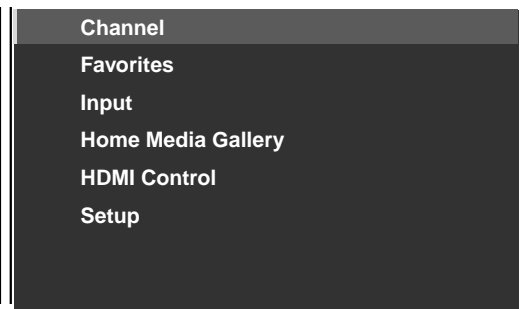 Channel
Favorites
Input
Home Media Gallery
HDMI Control
Setup